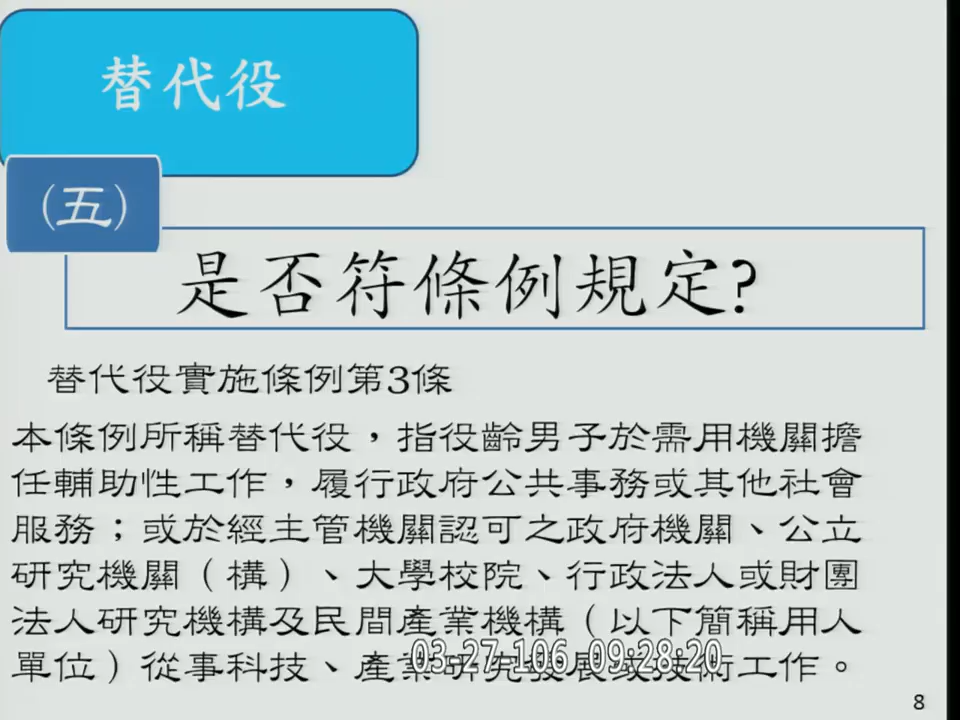 替代役
(五)
是否符條例規定?
替代役實施條例第3條
本條例所稱替代役，指役齡男子於需用機關擔
任輔助性工作，履行政府公共事務或其他社會
服務；或於經主管機關認可之政府機關、公立
研究機關（構）、大學校院、行政法人或財團
法人研究機構及民間產業機構（以下簡稱用人
單位）從事科技、產業研究發展或技術工作。
03.27.106 09:28:20
8